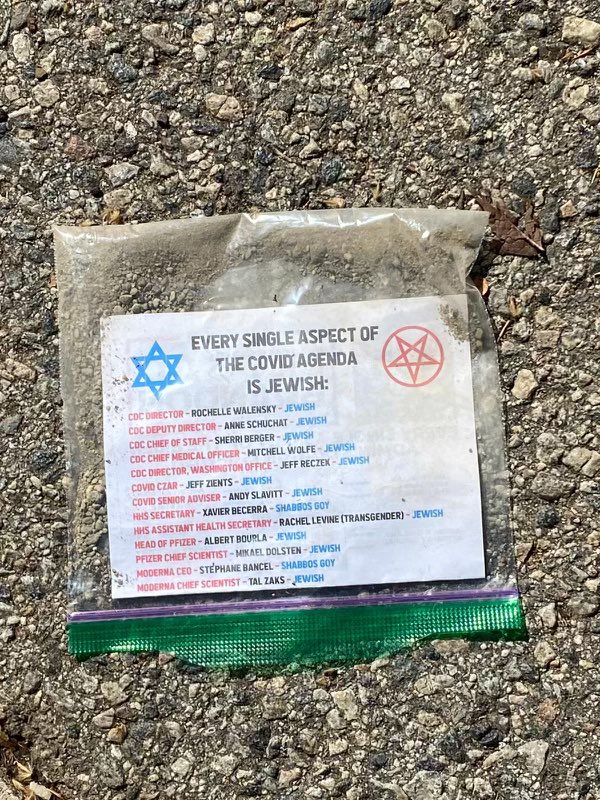 EVERY SINGLE ASPECT OF
THE COVID AGENDA
IS JEWISH:
CDC DIRECTOR - ROCHELLE WALENSKY - JEWISH
CDC DEPUTY DIRECTOR - ANNE SCHUCHAT - JEWISH
CDC CHIEF OF STAFF - SHERRI BERGER - JEWISH
CDC CHIEF MEDICAL OFFICER - MITCHELL WOLFE - JEWISH
CDC DIRECTOR, WASHINGTON OFFICE - JEFF RECZEK - JEWISH
COVID CZAR - JEFF ZIENTS - JEWISH
COVID SENIOR ADVISER - ANDY SLAVITT - JEWISH
HHS SECRETARY - XAVIER BECERRA - SHABBOS GOY
HHS ASSISTANT HEALTH SECRETARY - RACHEL LEVINE (TRANSGENDER) - JEWISH
HEAD OF PFIZER - ALBERT BOURLA - JEWISH
PFIZER CHIEF SCIENTIST - MIKAEL DOLSTEN - JEWISH
MODERNA CEO - STÉPHANE BANCEL - SHABBOS GOY
MODERNA CHIEF SCIENTIST - TAL ZAKS - JEWISH